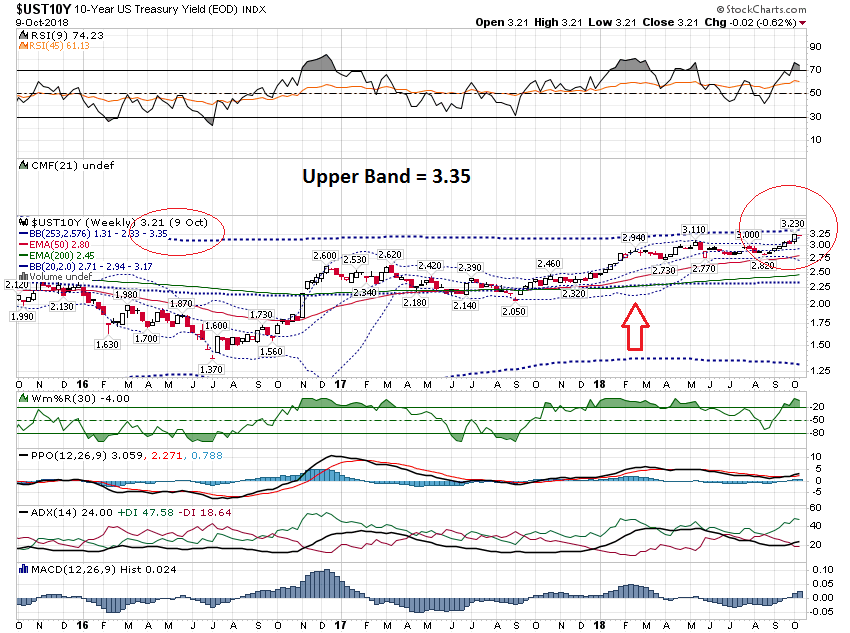 $UST10Y 10-Year US Treasury Yield (EOD) INDX
© StockCharts.com
9-Oct-2018
Open 3.21 High 3.21 Low 3.21 Close 3.21 Chg -0.02 (-0.62%)
RSI(9) 74.23
RSI(45) 61.13
90
70
50
30
10
CMF(21) undef
Upper Band = 3.35
$UST10Y (Weekly) 3.21 (9 Oct)
BB(253,2.576) 1.31 - 2.33 - 3.35
EMA(50) 2.80
EMA(200) 2.45
BB(20,2.0) 2.71 - 2.94 - 3.17
Volume undef
3.230
3.110
3.000
2.940
2.820
2.770
2.730
2.600
2.530
2.620
2.420
2.390
2.460
2.340
2.320
2.180
2.140
2.050
2.120
2.130
1.980
1.870
1.990
1.730
1.600
1.700
1.630
1.560
1.370
3.25
3.00
2.75
2.50
2.25
2.00
1.75
1.50
1.25
O N D 16 F M A M J J A S O N D 17 F M A M J J A S O N D 18 F M A M J J A S O
Wm%R(30) -4.00
-20
-50
-80
PPO(12,26,9) 3.059, 2.271, 0.788
10
5
0
-5
ADX(14) 24.00 +DI 47.58 -DI 18.64
60
40
20
MACD(12,26,9) Hist 0.024
0.10
0.05
0.00
-0.05
O N D 16 F M A M J J A S O N D 17 F M A M J J A S O N D 18 F M A M J J A S O